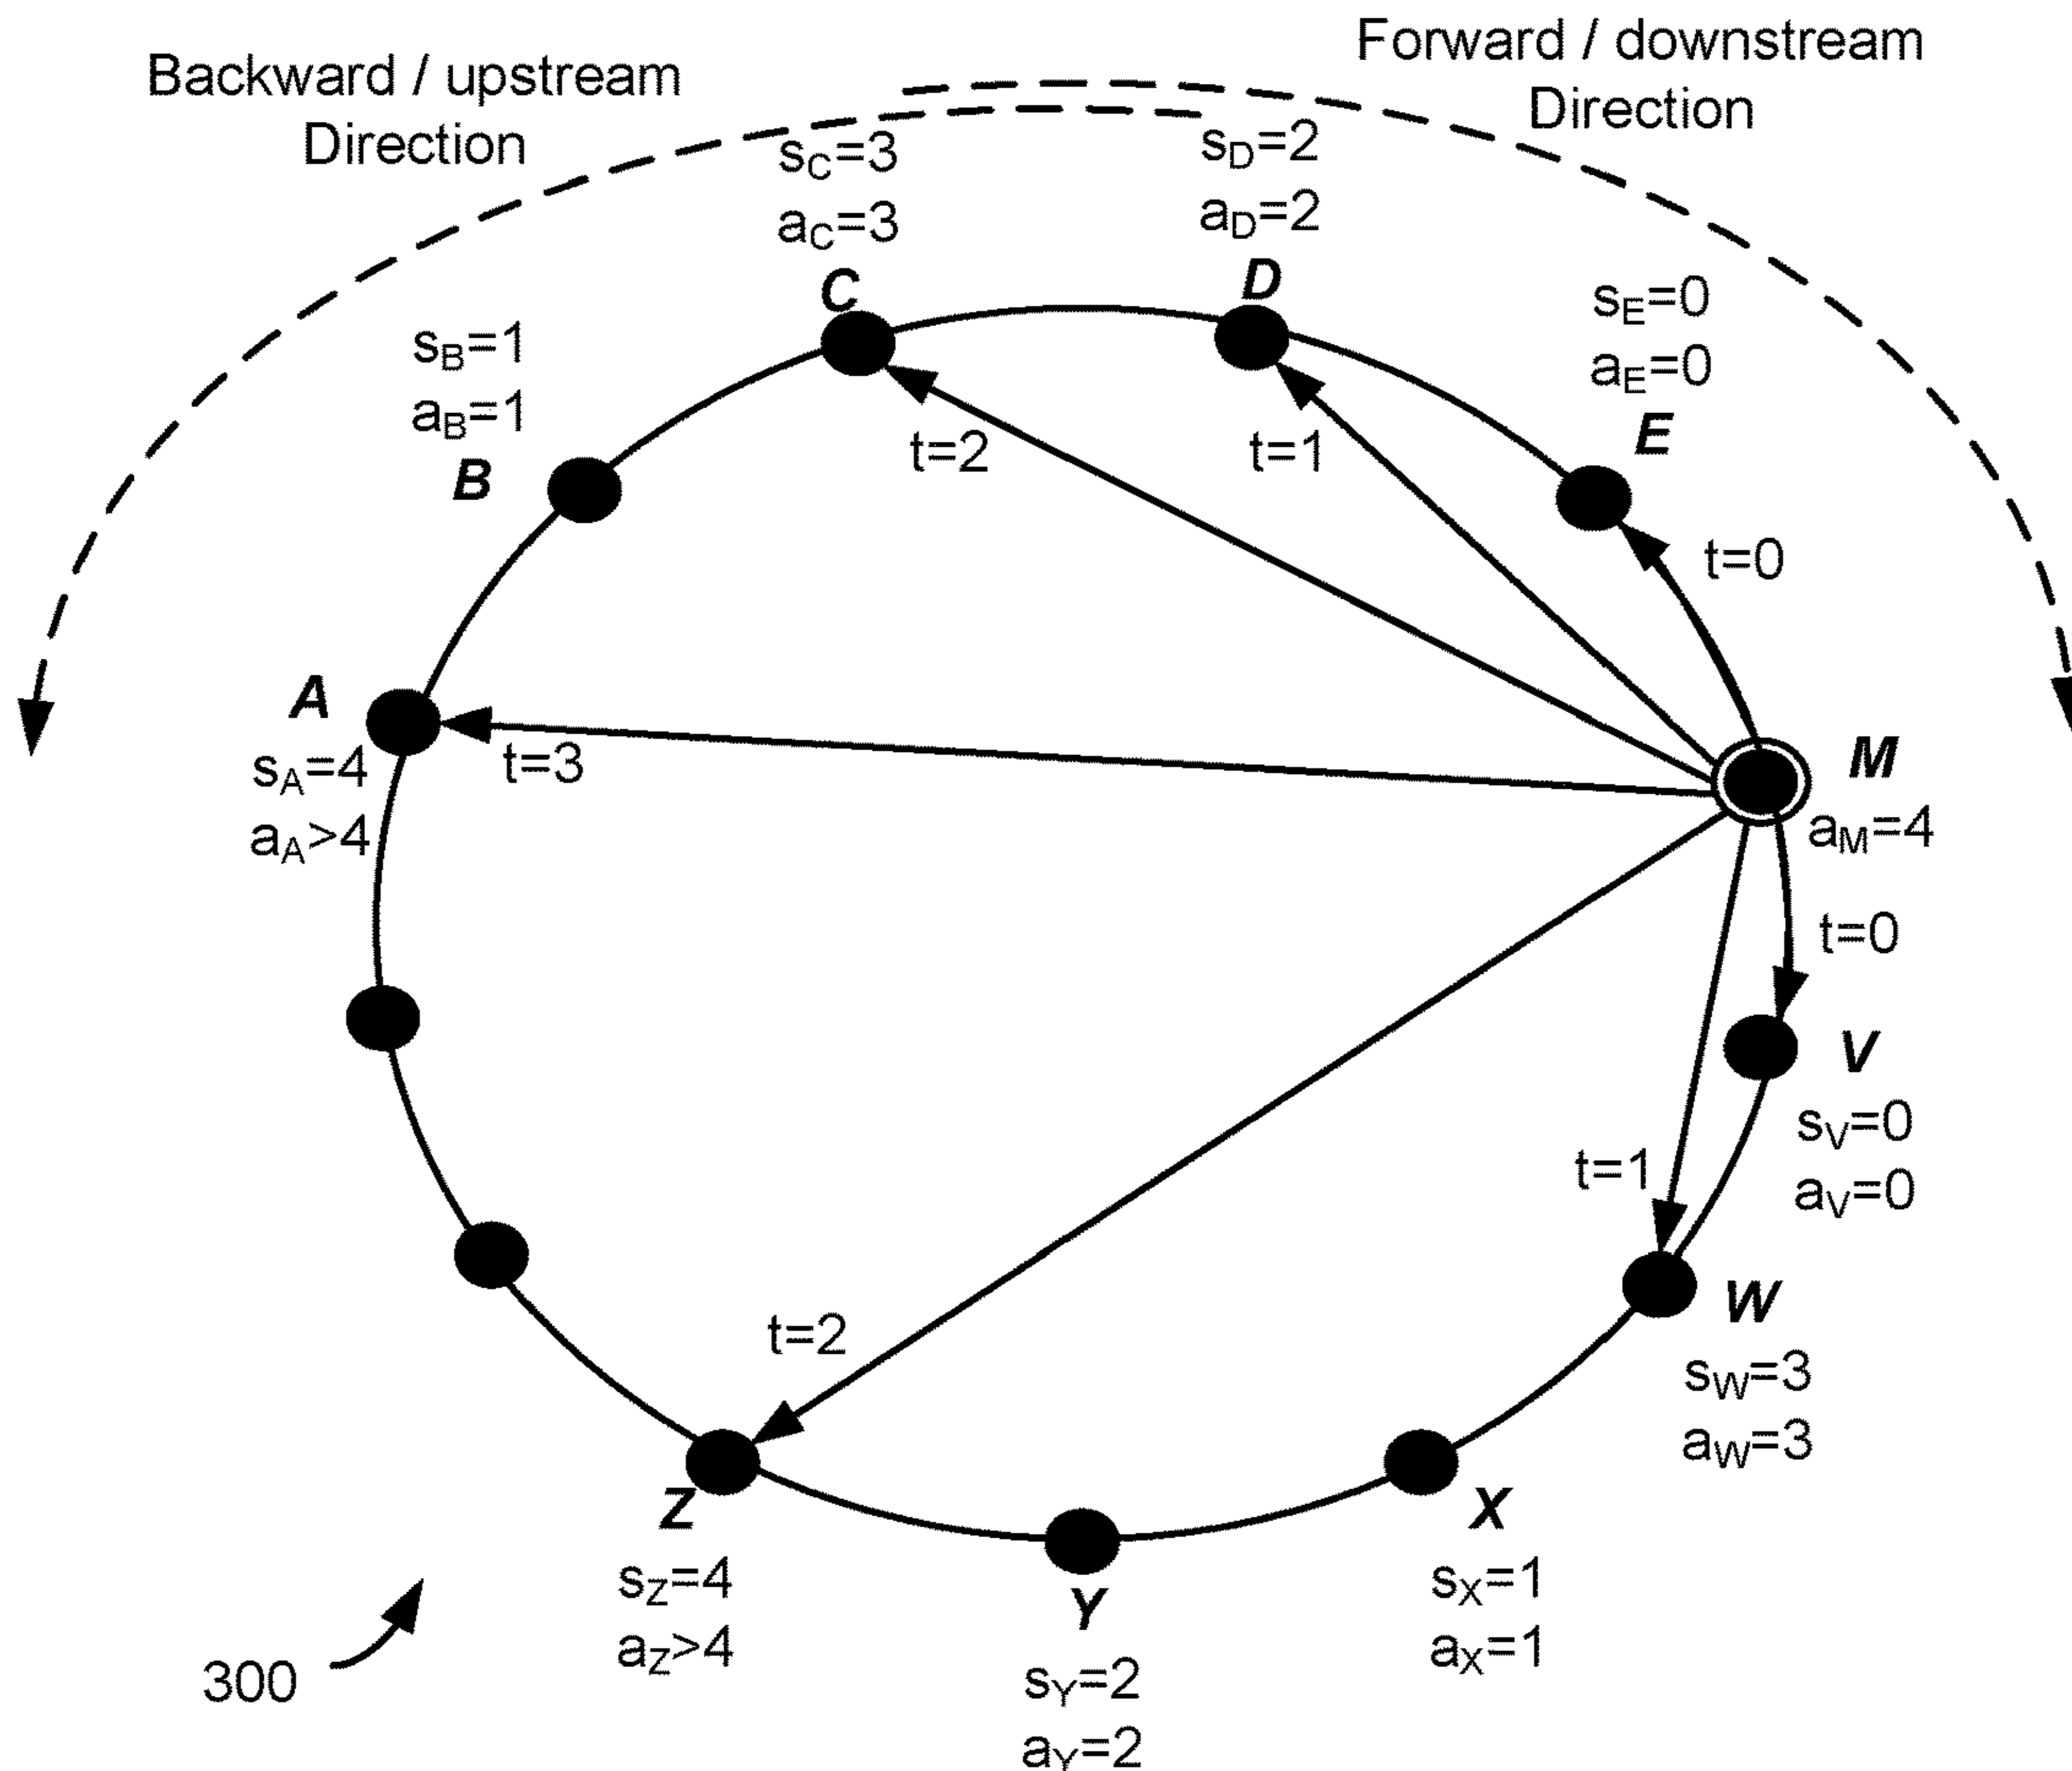 Backward / upstream
Direction
Forward / downstream
Direction
sC=3
aC=3
C
sD=2
aD=2
D
sE=0
aE=0
E
sB=1
aB=1
B
t=2
t=1
t=0
A
sA=4
aA>4
t=3
M
aM=4
t=0
V
sV=0
aV=0
t=1
W
sW=3
aW=3
t=2
Z
sZ=4
aZ>4
Y
sY=2
aY=2
X
sX=1
aX=1
300